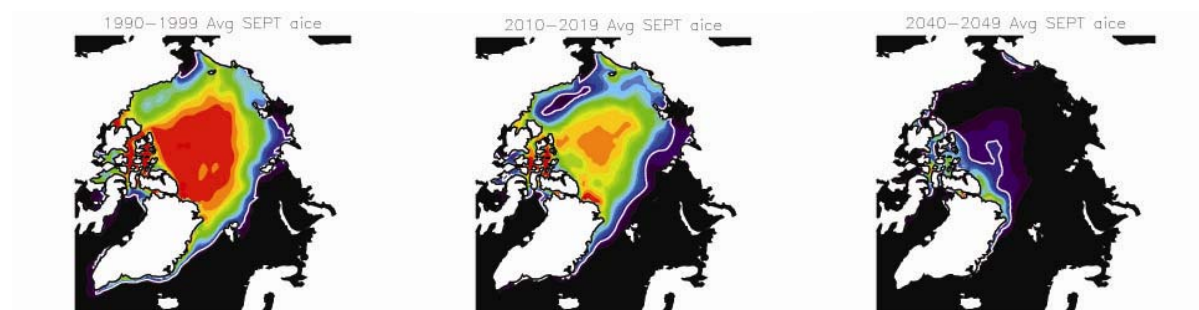 1990-1999 Avg SEPT aice
2010-2019 Avg SEPT aice
2040-2049 Avg SEPT aice